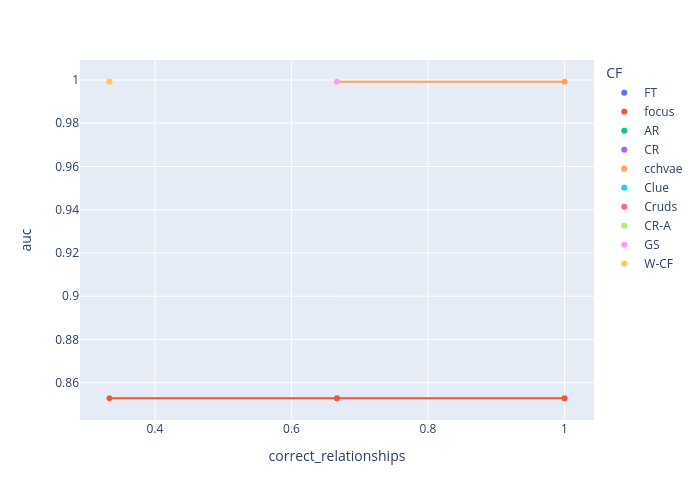 1
0.98
0.96
0.94
0.92
0.9
0.88
0.86
auc
0.4
0.6
0.8
1
correct_relationships
CF
FT
focus
AR
CR
cchvae
Clue
Cruds
CR-A
GS
W-CF